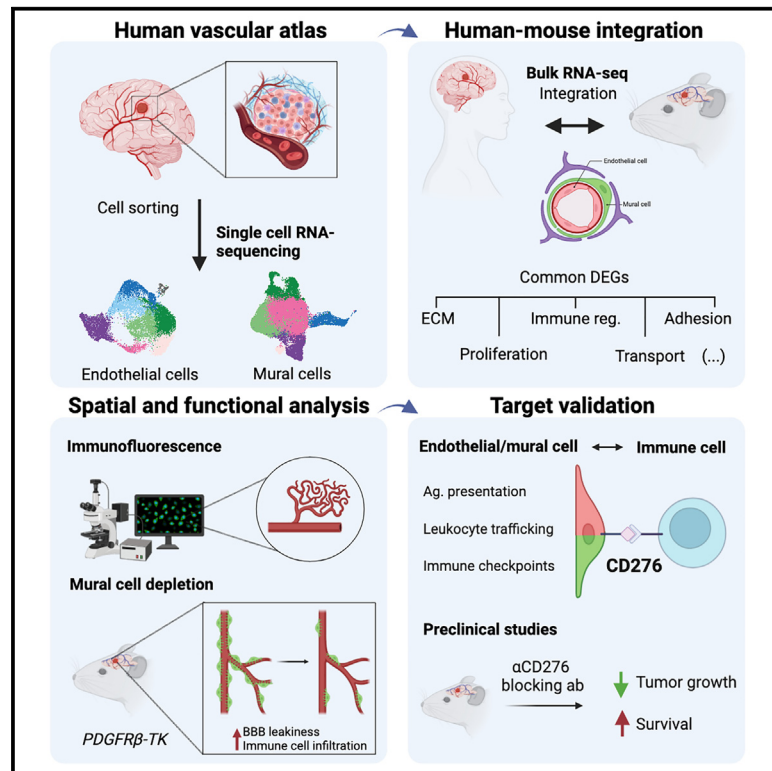 Human vascular atlas
Cell sorting
Single cell RNA-
sequencing
Endothelial cells
Mural cells
Human-mouse integration
Bulk RNA-seq
Integration
Endothelial cell
Mural cell
Common DEGs
ECM
Immune reg.
Adhesion
Proliferation
Transport
(...)
Spatial and functional analysis
Immunofluorescence
Mural cell depletion
PDGFRβ-TK
BBB leakiness
Immune cell infiltration
Target validation
Endothelial/mural cell
Immune cell
Ag. presentation
Leukocyte trafficking
Immune checkpoints
CD276
Preclinical studies
αCD276
blocking ab
Tumor growth
Survival